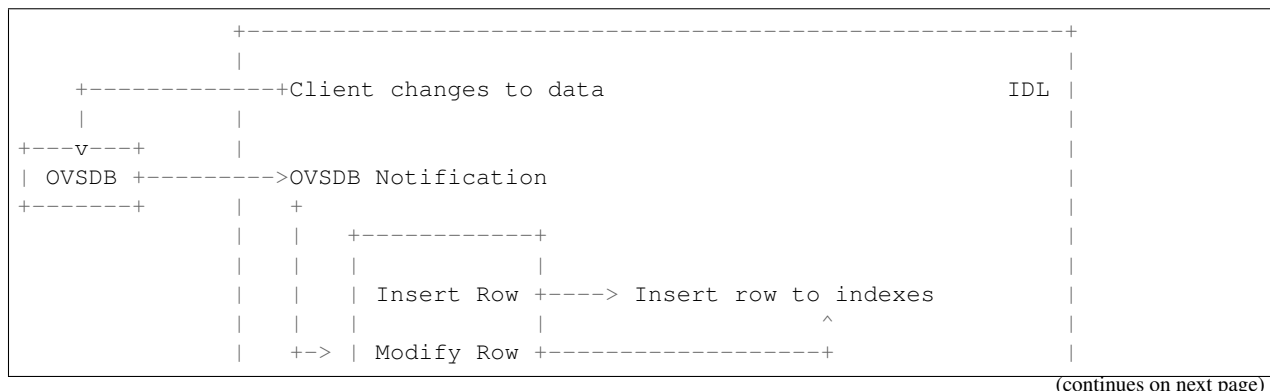 +---------------------------------------------------------+
|                                                         |
+-------------+Client changes to data                            IDL |
|          |                                                         |
+---v---+      |                                                         |
| OVSDB +--------->OVSDB Notification                                     |
+-------+      |   +                                                     |
|   |   +------------+                                    |
|   |   |            |                                    |
|   |   | Insert Row +----> Insert row to indexes         |
|   |   |            |                   ^                |
|   +-> | Modify Row +-------------------+                |
(continues on next page)